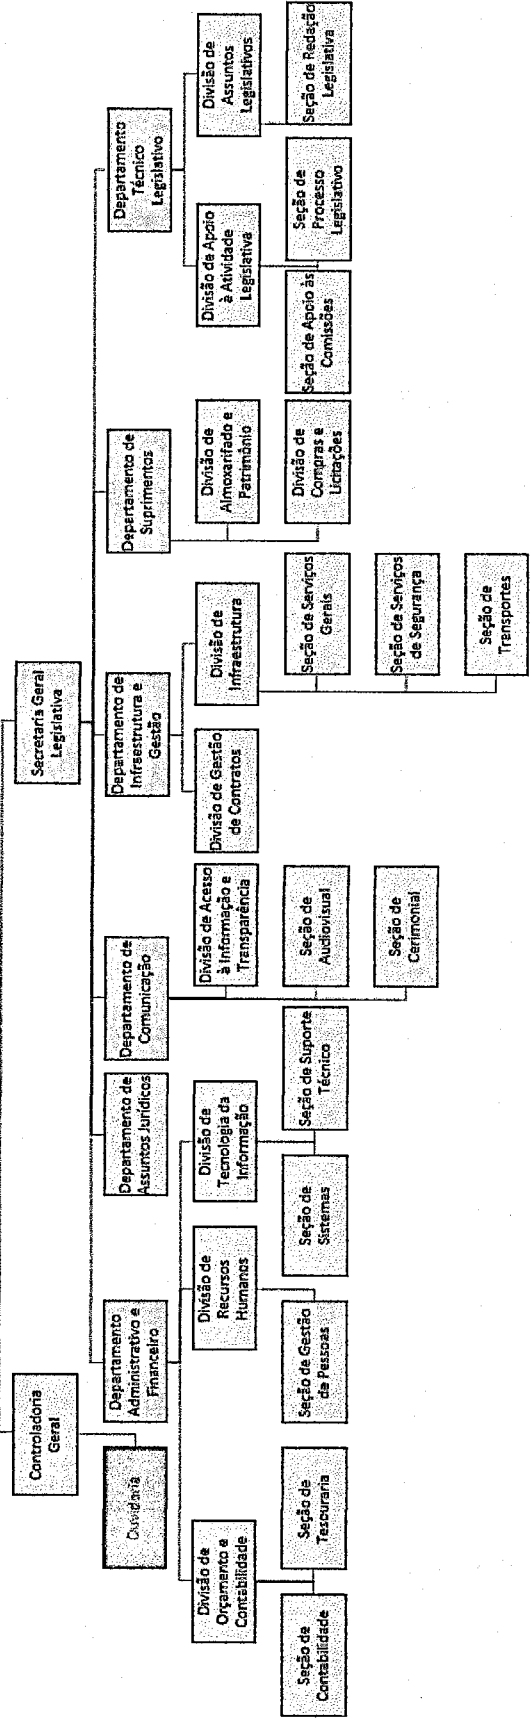 Secretaria Geral
Legislativa
Controladoria
Geral
Ouvidoria
Departamento
Administrativo e
Financeiro
Departamento de
Assuntos Jurídicos
Departamento de
Comunicação
Departamento de
Infraestrutura e
Gestão
Departamento de
Suprimentos
Departamento
Técnico
Legislativo
Divisão de
Orçamento e
Contabilidade
Divisão de
Recursos
Humanos
Divisão de
Tecnologia da
Informação
Divisão de Acesso
à Informação e
Transparência
Divisão de Gestão
de Contratos
Divisão de
Infraestrutura
Divisão de
Almoxarifado e
Patrimônio
Divisão de Apoio
à Atividade
Legislativa
Divisão de
Assuntos
Legislativos
Seção de
Contabilidade
Seção de
Tesouraria
Seção de Gestão
de Pessoas
Seção de
Sistemas
Seção de Suporte
Técnico
Seção de
Audiovisual
Seção de Serviços
Gerais
Divisão de
Compras e
Licitações
Seção de Apoio às
Comissões
Seção de
Processo
Legislativo
Seção de Redação
Legislativa
Seção de
Cerimonial
Seção de Serviços
de Segurança
Seção de
Transportes